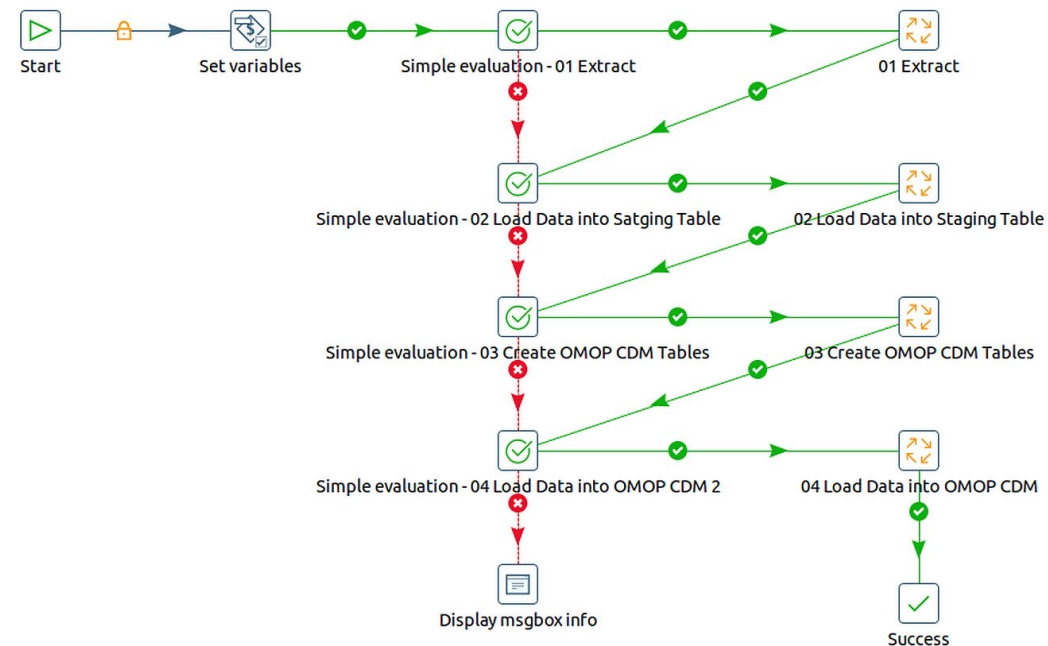 Start
Set variables
Simple evaluation - 01 Extract
01 Extract
Simple evaluation - 02 Load Data into Satging Table
02 Load Data into Staging Table
Simple evaluation - 03 Create OMOP CDM Tables
03 Create OMOP CDM Tables
Simple evaluation - 04 Load Data into OMOP CDM 2
04 Load Data into OMOP CDM
Display msgbox info
Success